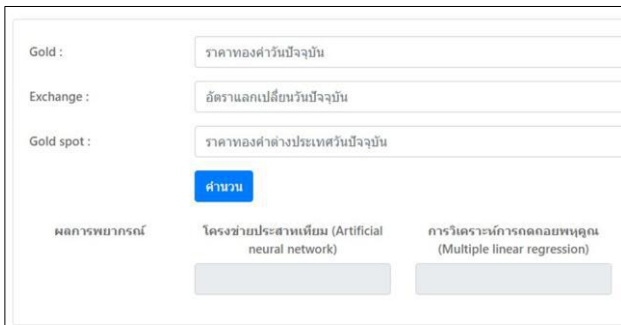 Gold : ราคาทองคำวันปัจจุบัน
Exchange : อัตราแลกเปลี่ยนวันปัจจุบัน
Gold spot : ราคาทองคำต่างประเทศวันปัจจุบัน
คำนวน
ผลการพยากรณ์ โครงข่ายประสาทเทียม (Artificial การวิเคราะห์การถดถอยพหุคูณ
neural network) (Multiple linear regression)